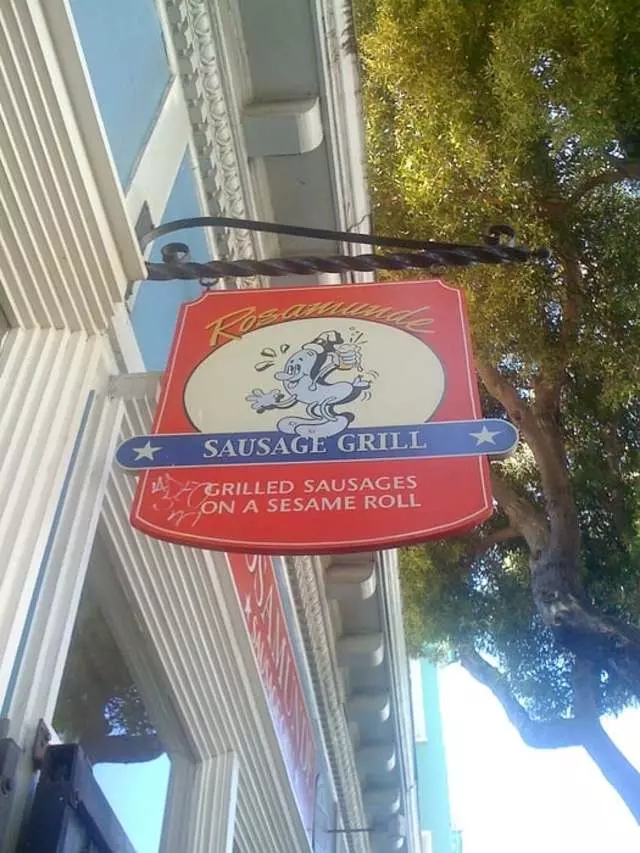 Rosamunde
SAUSAGE GRILL
GRILLED SAUSAGES
ON A SESAME ROLL